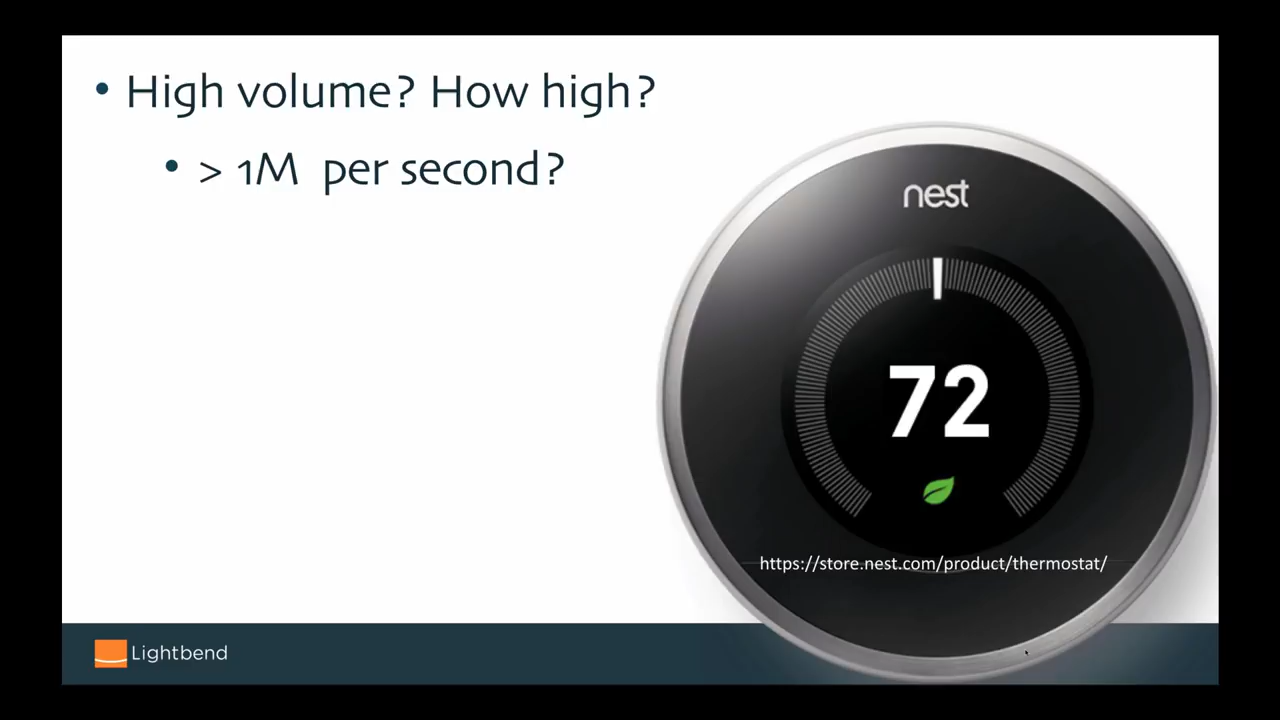 • High volume? How high?
• > 1M per second?
nest
72
https://store.nest.com/product/thermostat/
Lightbend